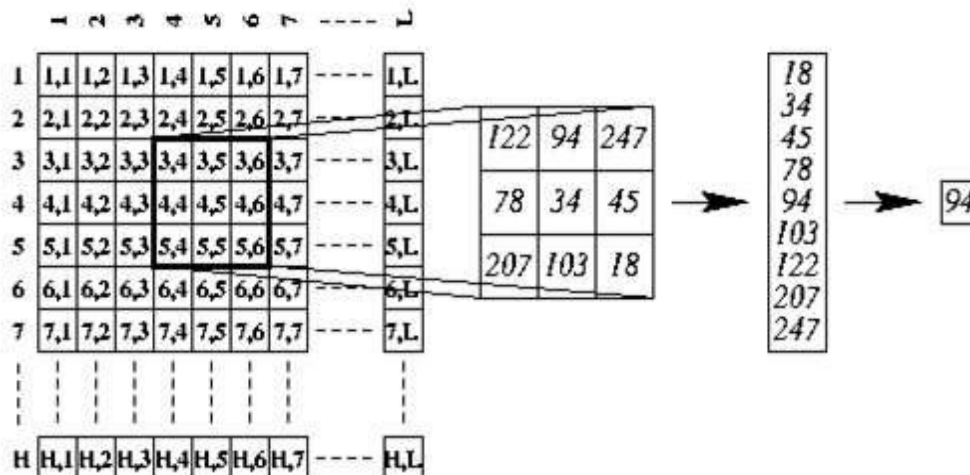 1 2 3 4 5 6 7 L
1 1,1 1,2 1,3 1,4 1,5 1,6 1,7 1,L
2 2,1 2,2 2,3 2,4 2,5 2,6 2,7 2,L
3 3,1 3,2 3,3 3,4 3,5 3,6 3,7 3,L
4 4,1 4,2 4,3 4,4 4,5 4,6 4,7 4,L
5 5,1 5,2 5,3 5,4 5,5 5,6 5,7 5,L
6 6,1 6,2 6,3 6,4 6,5 6,6 6,7 6,L
7 7,1 7,2 7,3 7,4 7,5 7,6 7,7 7,L
H H,1 H,2 H,3 H,4 H,5 H,6 H,7 H,L
122 94 247
78 34 45
207 103 18
18
34
45
78
94
103
122
207
247
94